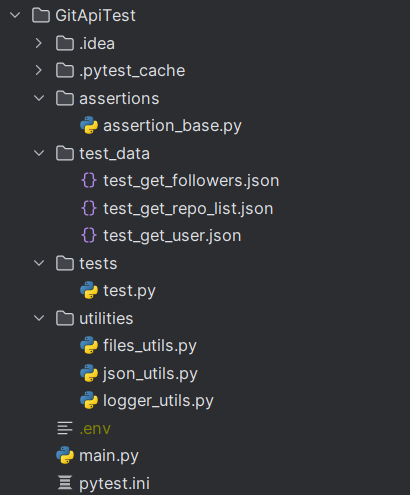 GitApiTest
.idea
.pytest_cache
assertions
assertion_base.py
test_data
test_get_followers.json
test_get_repo_list.json
test_get_user.json
tests
test.py
utilities
files_utils.py
json_utils.py
logger_utils.py
.env
main.py
pytest.ini